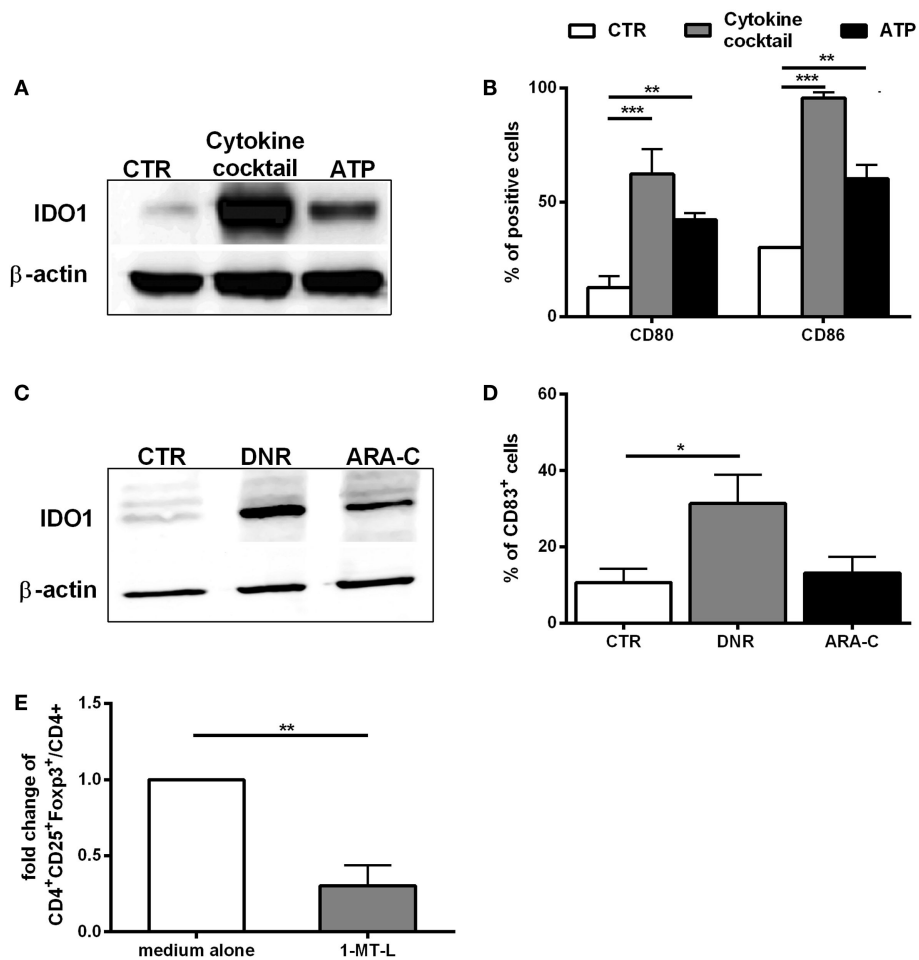 CTR
Cytokine
cocktail
ATP
A
Cytokine
cocktail
CTR
ATP
IDO1
β-actin
B
% of positive cells
100
50
0
***
**
***
**
CD80
CD86
C
CTR
DNR
ARA-C
IDO1
β-actin
D
% of CD83⁺ cells
60
40
20
0
*
CTR
DNR
ARA-C
E
fold change of
CD4⁺CD25⁺Foxp3⁺/CD4+
1.5
1.0
0.5
0.0
**
medium alone
1-MT-L